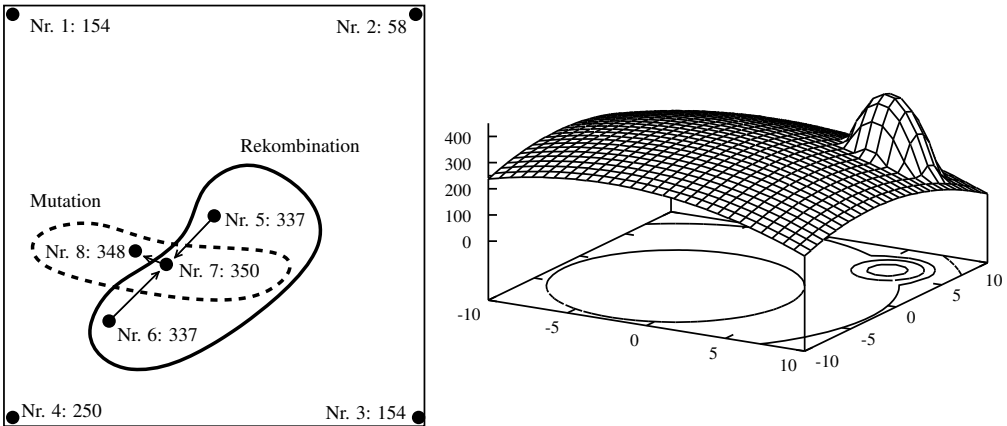 Nr. 1: 154
Nr. 2: 58
Rekombination
Mutation
Nr. 5: 337
Nr. 8: 348
Nr. 7: 350
Nr. 6: 337
Nr. 4: 250
Nr. 3: 154
400
300
200
100
0
-10
-5
0
5
10
-10
-5
0
5
10